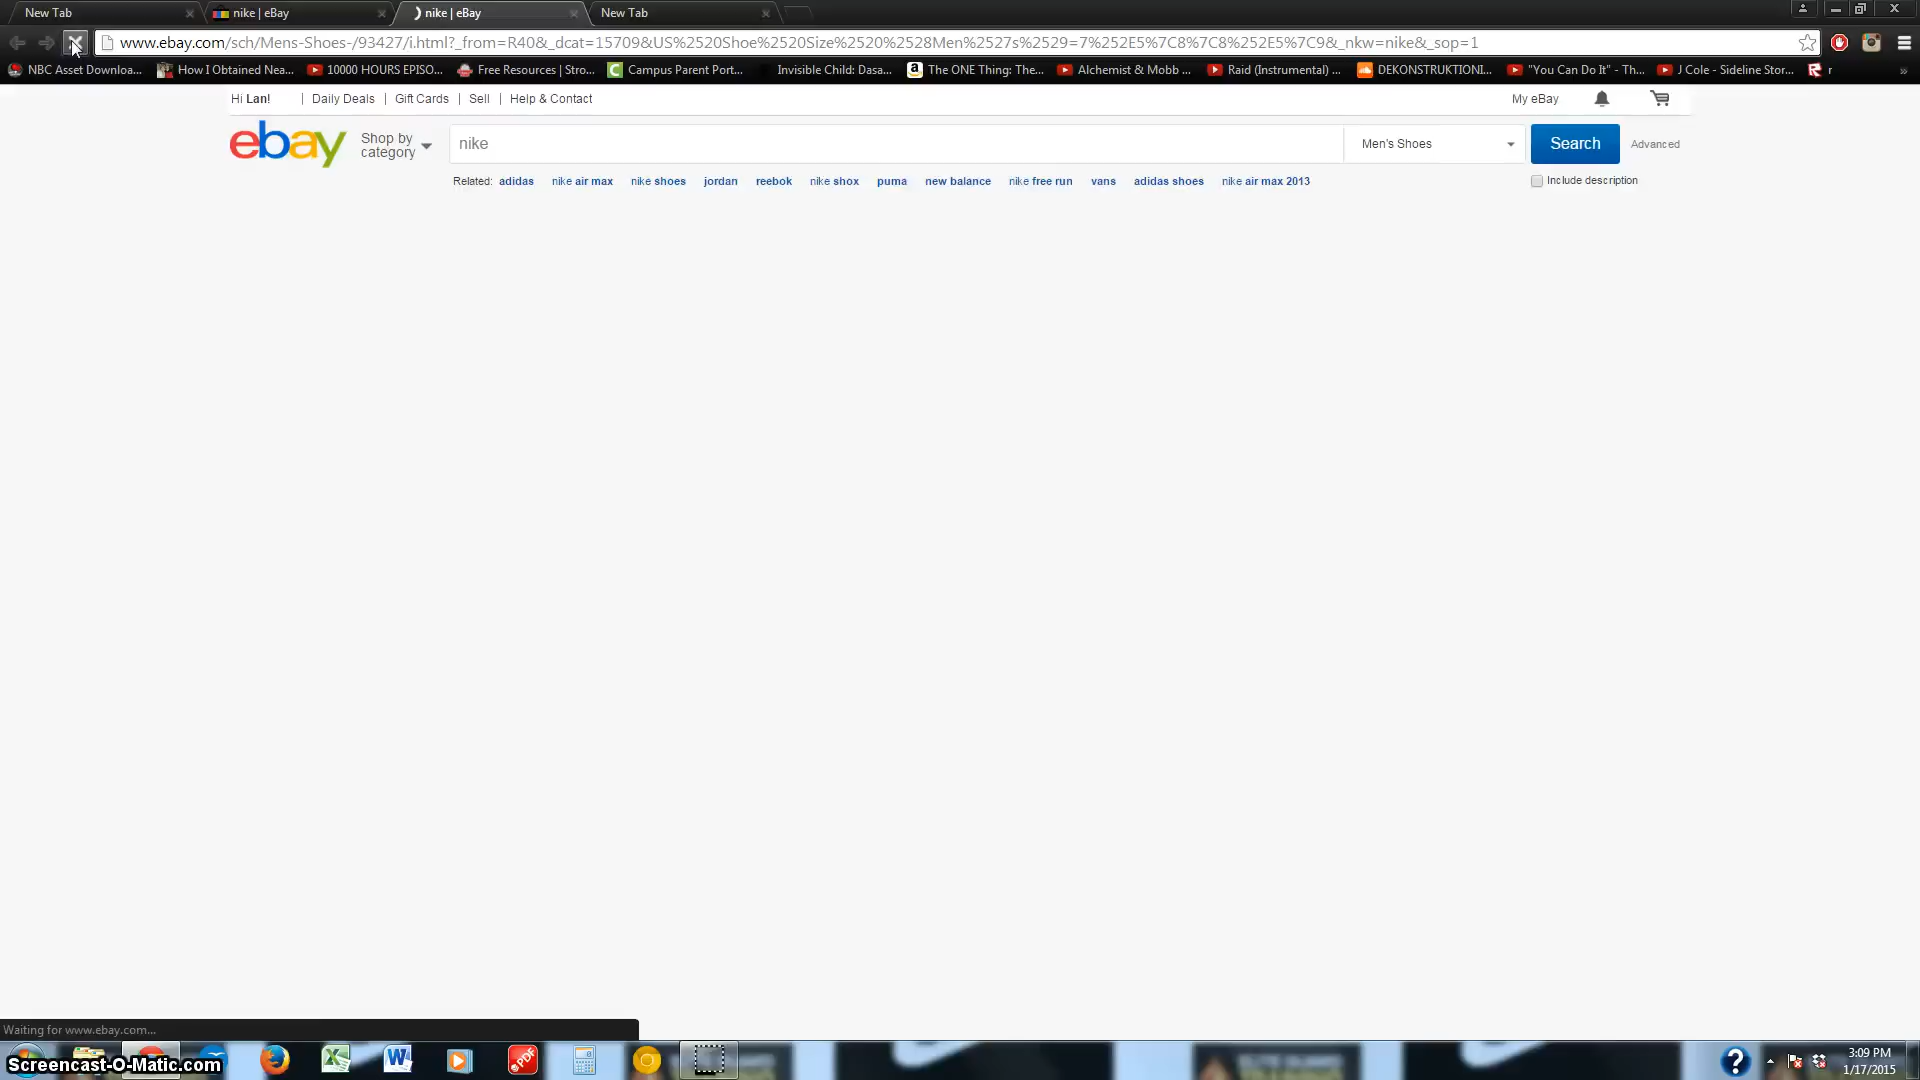 New Tab
nike | eBay
nike | eBay
New Tab
www.ebay.com/sch/Mens-Shoes-/93427/i.html?_from=R40&_dcat=15709&US%2520Shoe%2520Size%2520%2528Men%2527s%2529=7%252E5%7C8%7C8%252E5%7C9&_nkw=nike&_sop=1
NBC Asset Downloa...
How I Obtained Nea...
10000 HOURS EPISO...
Free Resources | Stro...
Campus Parent Port...
Invisible Child: Dasa...
The ONE Thing: The...
Alchemist & Mobb ...
Raid (Instrumental) ...
DEKONSTRUKTIONI...
"You Can Do It" - Th...
J Cole - Sideline Stor...
r
Hi Lan! | Daily Deals | Gift Cards | Sell | Help & Contact
My eBay
ebay
Shop by
category
nike
Men's Shoes
Search
Advanced
Related: adidas nike air max nike shoes jordan reebok nike shox puma new balance nike free run vans adidas shoes nike air max 2013
Include description
Waiting for www.ebay.com...
Screencast-O-Matic.com
PDF
3:09 PM
1/17/2015